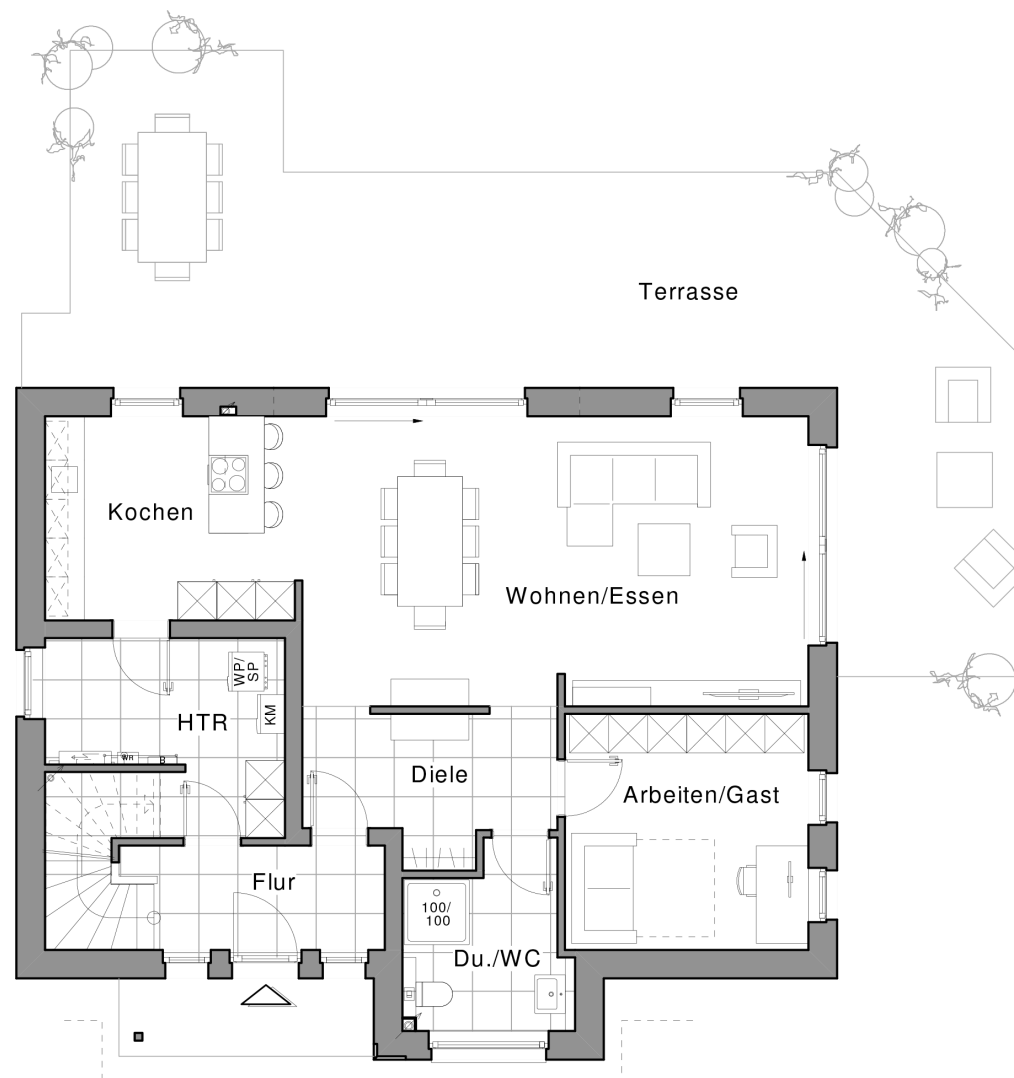 Terrasse
Kochen
Wohnen/Essen
WP/
SP
KM
HTR
WR
B
Diele
Arbeiten/Gast
Flur
100/
100
Du./WC